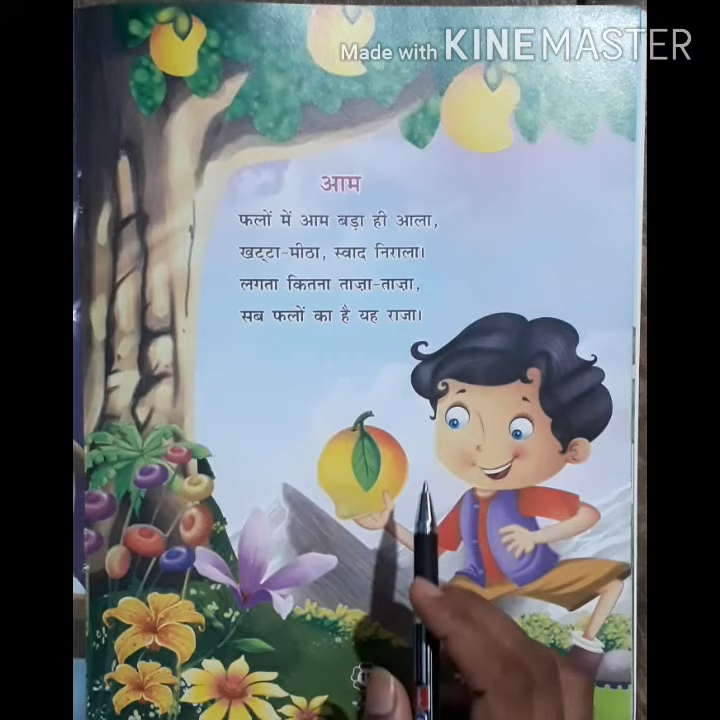 Made with KINEMASTER
आम
फलों में आम बड़ा ही आला,
खट्टा-मीठा, स्वाद निराला।
लगता कितना ताज़ा-ताज़ा,
सब फलों का है यह राजा।